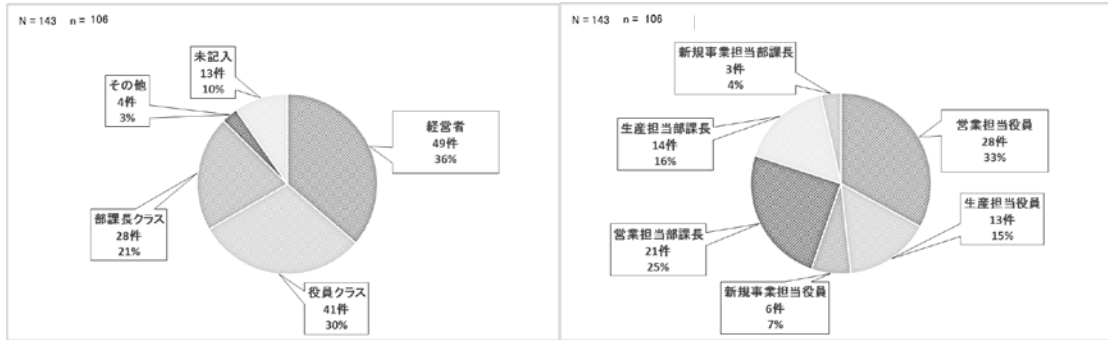 N = 143 n = 106
未記入
13件
10%
その他
4件
3%
経営者
49件
36%
部課長クラス
28件
21%
役員クラス
41件
30%
N = 143 n = 106
新規事業担当部課長
3件
4%
営業担当役員
28件
33%
生産担当部課長
14件
16%
生産担当役員
13件
15%
営業担当部課長
21件
25%
新規事業担当役員
6件
7%